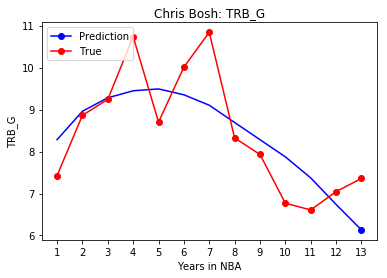 Chris Bosh: TRB_G
Prediction
True
11
10
9
8
7
6
TRB_G
1 2 3 4 5 6 7 8 9 10 11 12 13
Years in NBA